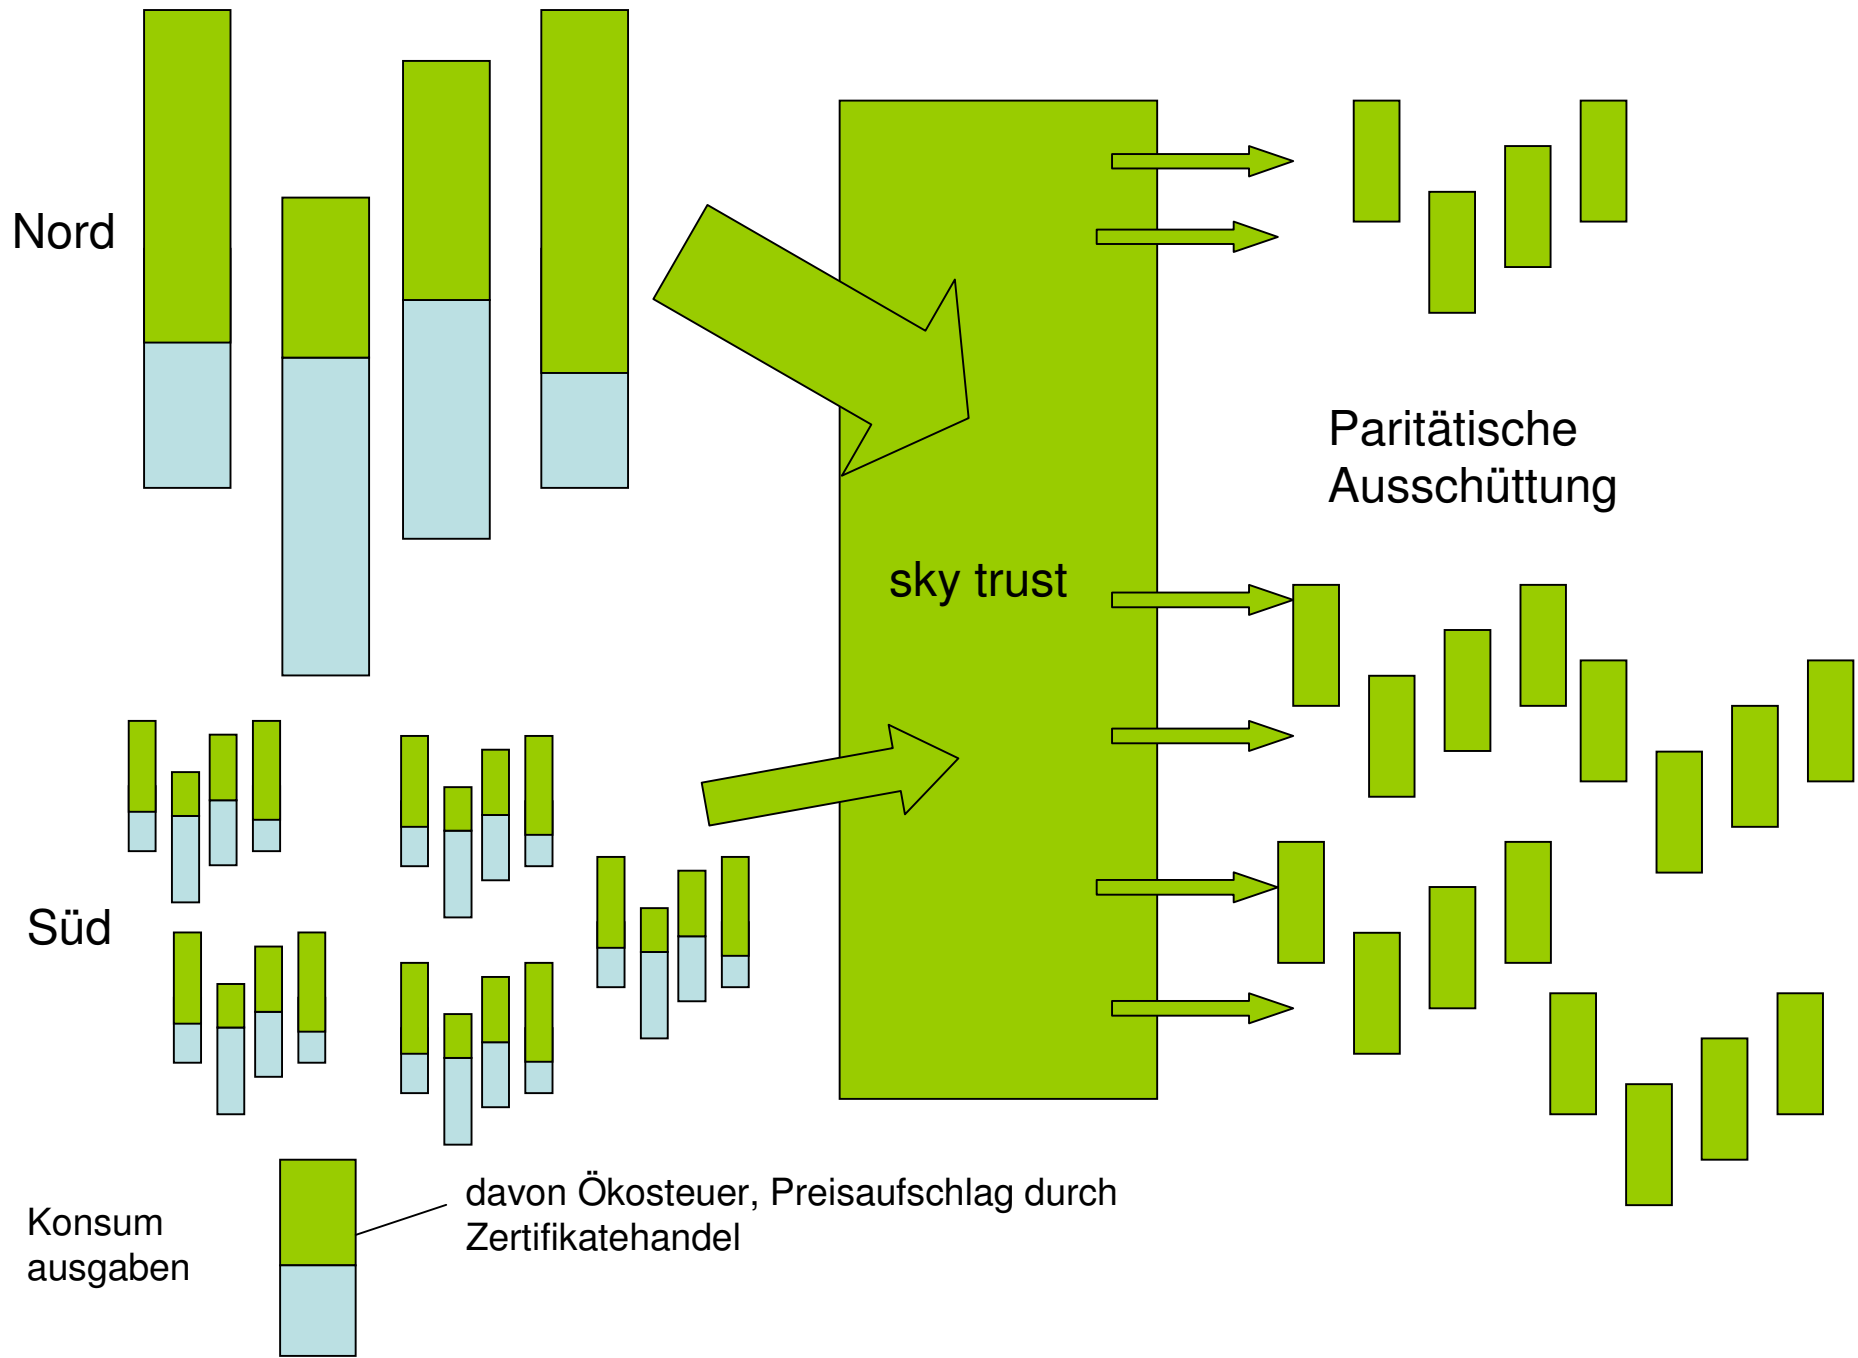 Nord
Paritätische
Ausschüttung
sky trust
Süd
Konsum
ausgaben
davon Ökosteuer, Preisaufschlag durch
Zertifikatehandel